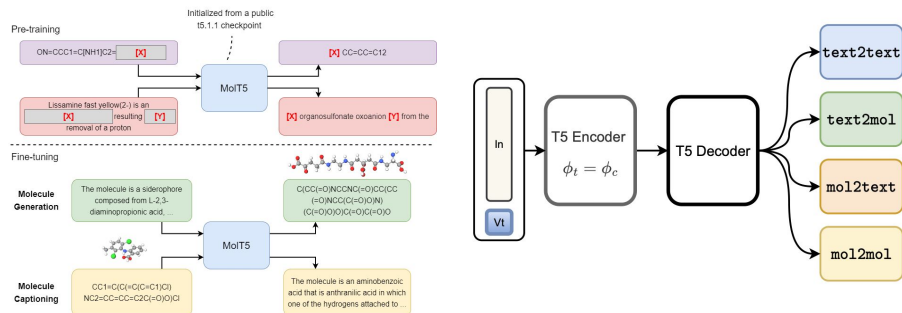 Initialized from a public
t5.1.1 checkpoint
Pre-training
ON=CCC1=C[NH1]C2= [X]
[X] CC=CC=C12
MolT5
Lissamine fast yellow(2-) is an
[X] resulting [Y]
removal of a proton
[X] organosulfonate oxoanion [Y] from the
Fine-tuning
Molecule
Generation
The molecule is a siderophore
composed from L-2,3-
diaminopropionic acid, ...
C(CC(=O)NCCNC(=O)CC(CC
(=O)NCC(C(=O)O)N)
(C(=O)O)O)C(=O)C(=O)O
MolT5
Molecule
Captioning
CC1=C(C(=C(C=C1)Cl)
NC2=CC=CC=C2C(=O)O)Cl
The molecule is an aminobenzoic
acid that is anthranilic acid in which
one of the hydrogens attached to ...
In
Vt
T5 Encoder
ϕt = ϕc
T5 Decoder
text2text
text2mol
mol2text
mol2mol